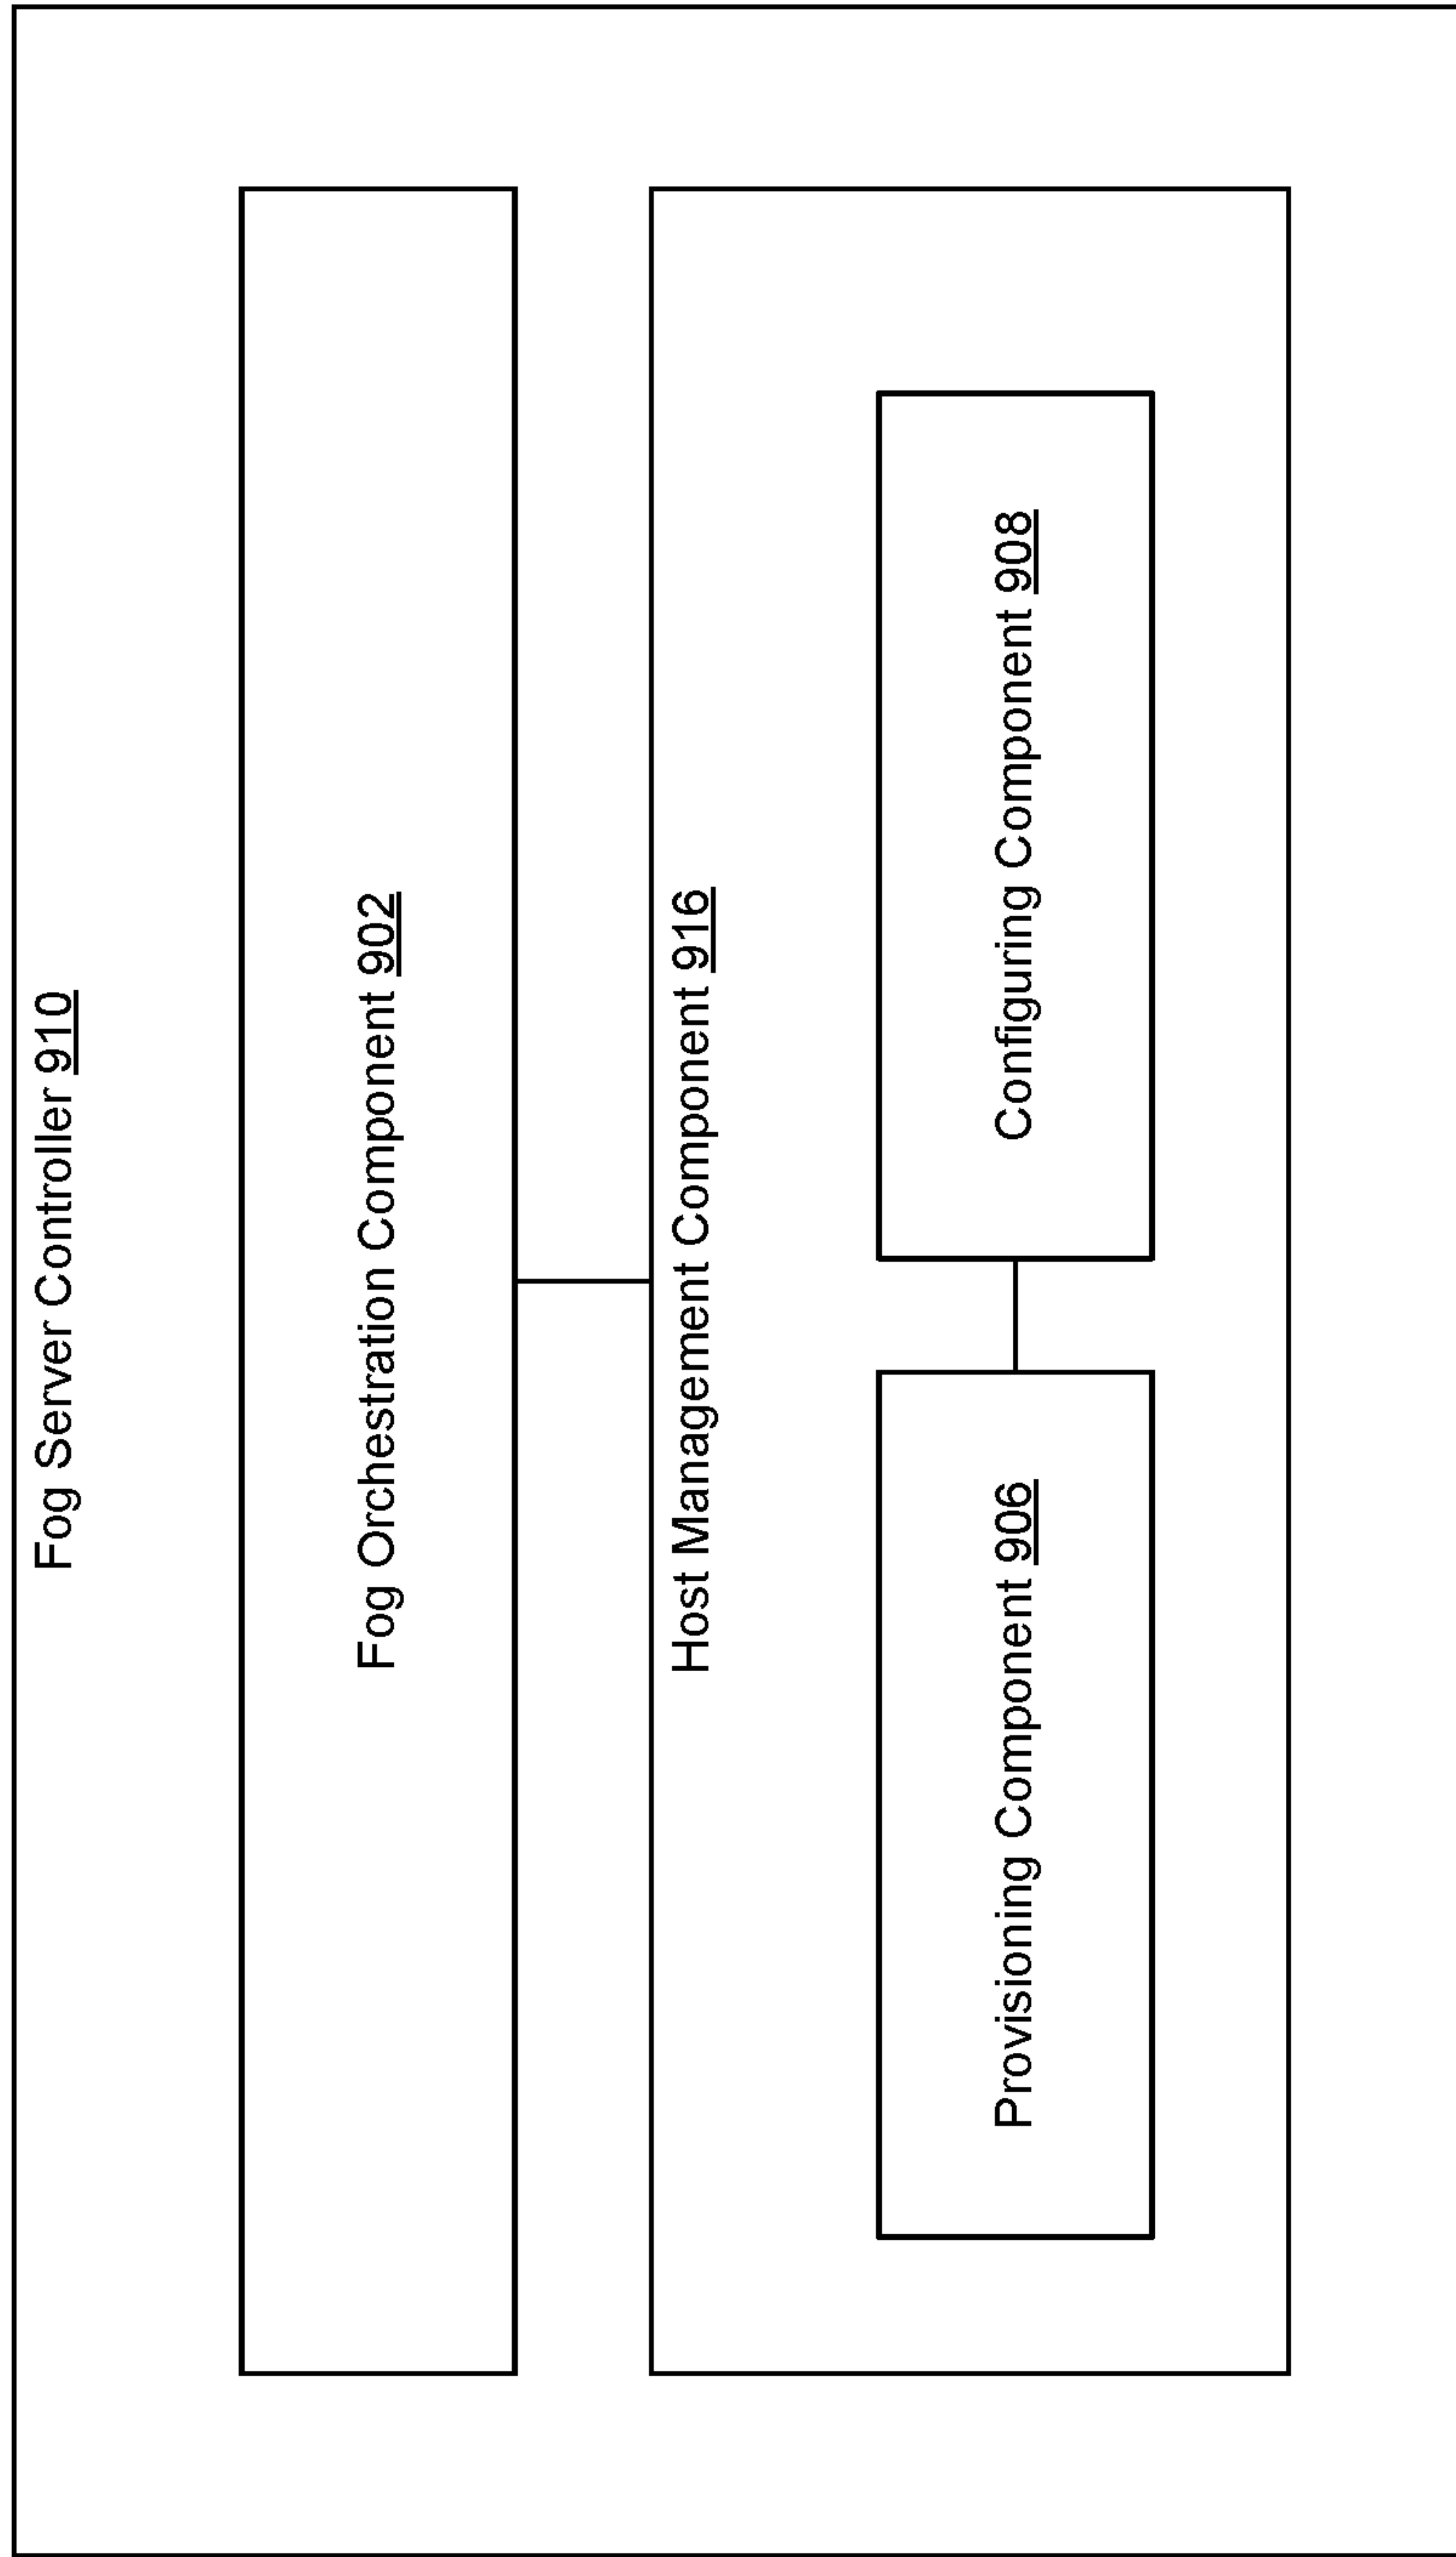 Fog Server Controller 910
Fog Orchestration Component 902
Host Management Component 916
Provisioning Component 906
Configuring Component 908